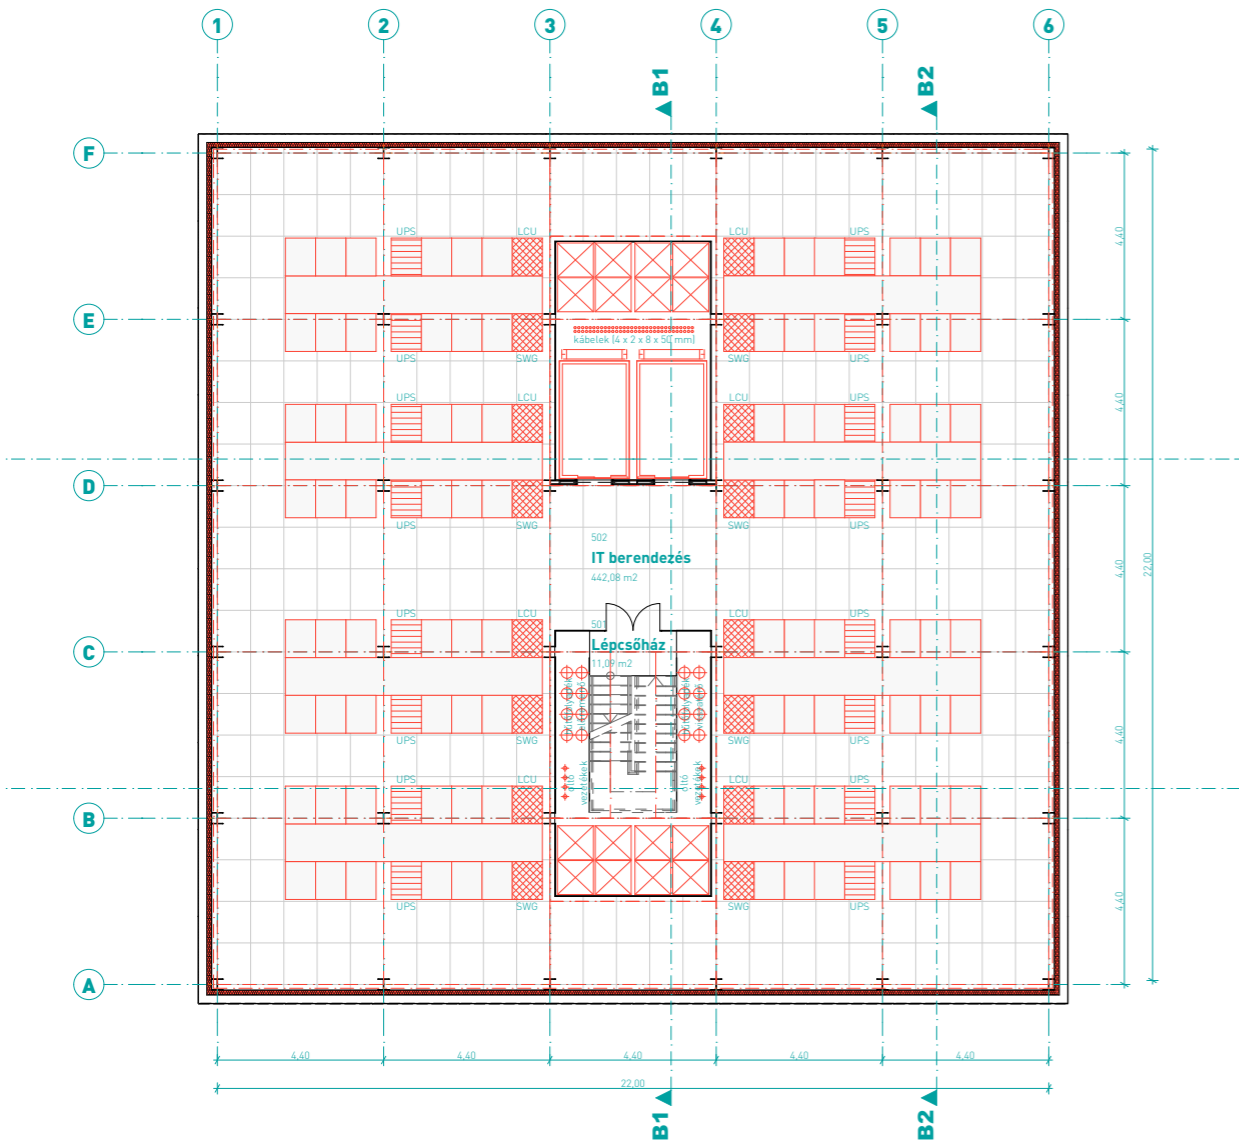 1 2 3 4 5 6
B1 B2
F
UPS LCU LCU UPS
4,40
E
kábelek (4 x 2 x 8 x 50 mm)
UPS SWG SWG UPS
UPS LCU LCU UPS
4,40
D
UPS SWG SWG UPS
502
IT berendezés
442,08 m2
4,40
22,00
UPS LCU LCU UPS
501
Lépcsőház
11,09 m2
C
UPS SWG SWG UPS
4,40
oltó vezetékek
oltó vezetékek
UPS LCU LCU UPS
B
UPS SWG SWG UPS
4,40
A
4,40 4,40 4,40 4,40 4,40
22,00
B1 B2